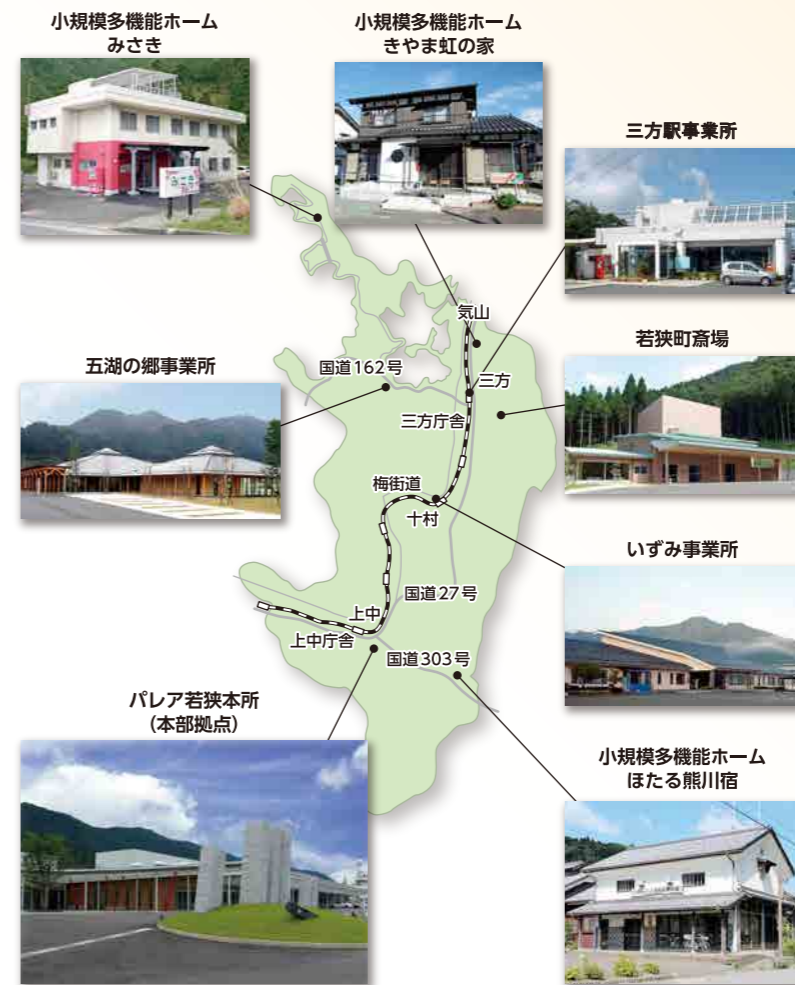 小規模多機能ホーム
みさき
小規模多機能ホーム
きやま虹の家
三方駅事業所
若狭町斎場
五湖の郷事業所
いずみ事業所
パレア若狭本所
（本部拠点）
小規模多機能ホーム
ほたる熊川宿
気山
国道162号
三方
三方庁舎
梅街道
十村
国道27号
上中
上中庁舎
国道303号